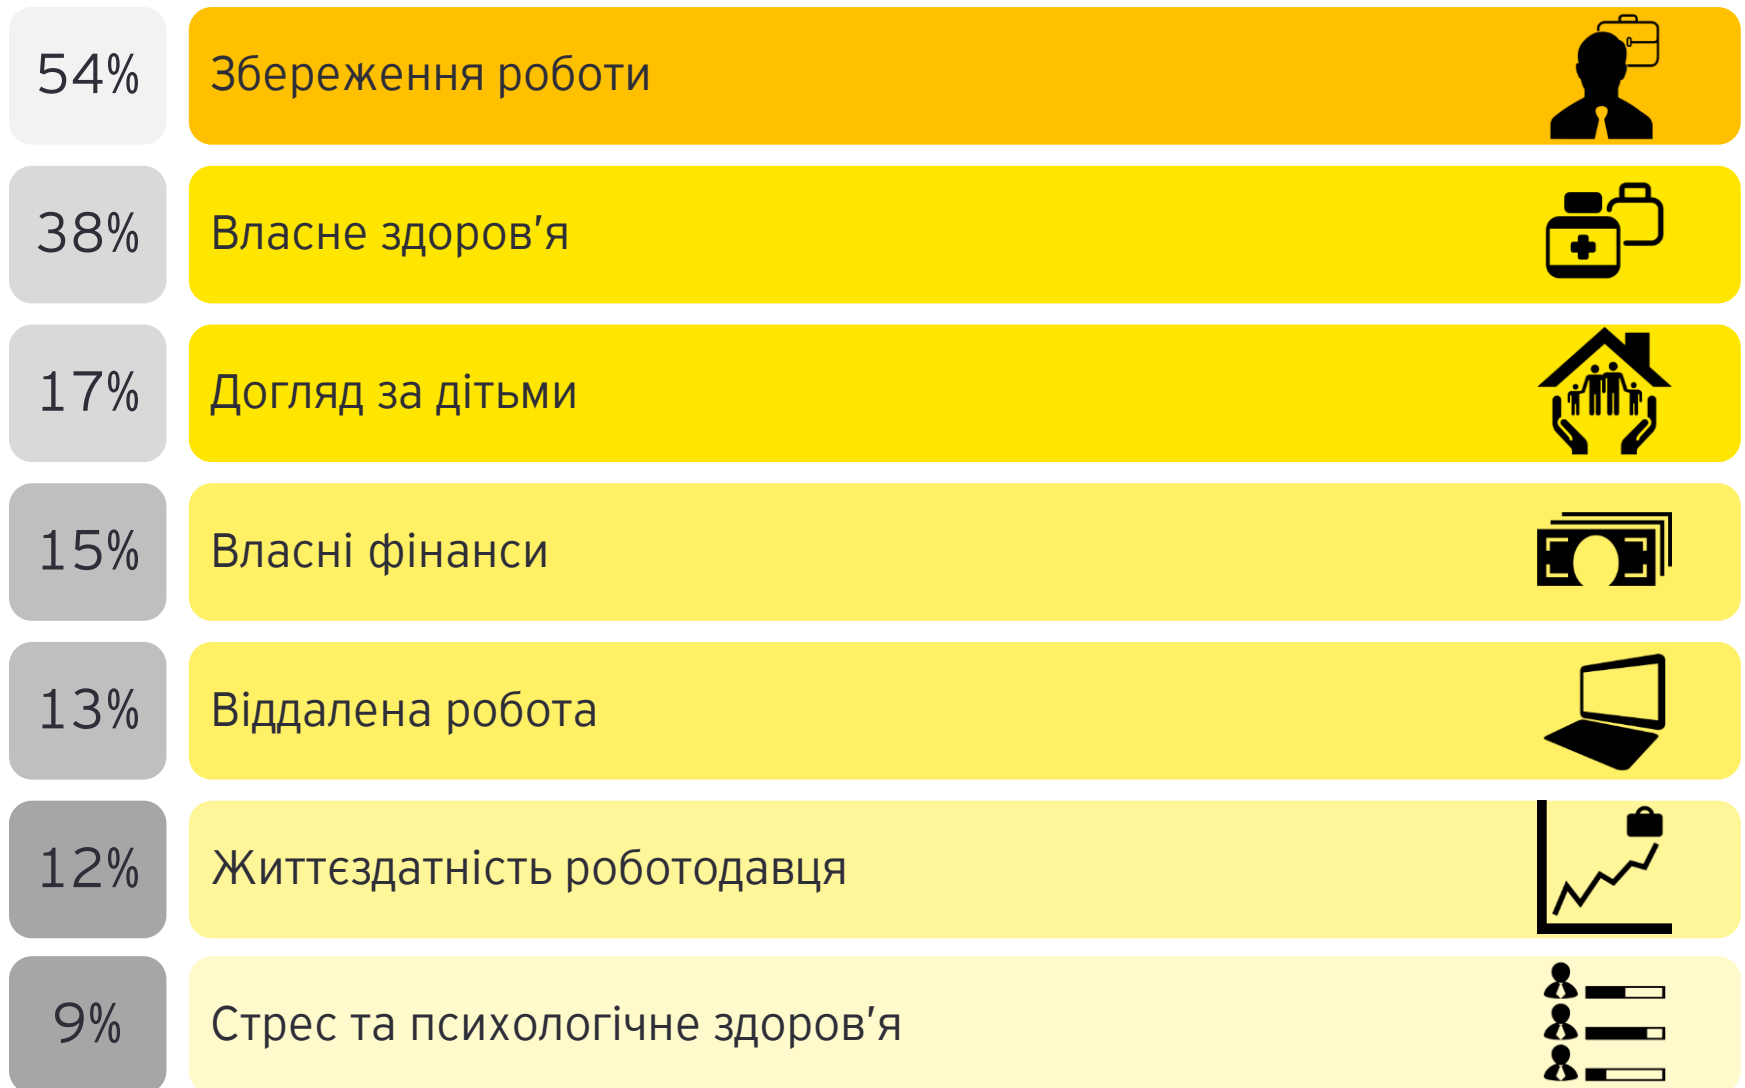 54% Збереження роботи
38% Власне здоров’я
17% Догляд за дітьми
15% Власні фінанси
13% Віддалена робота
12% Життєздатність роботодавця
9% Стрес та психологічне здоров’я